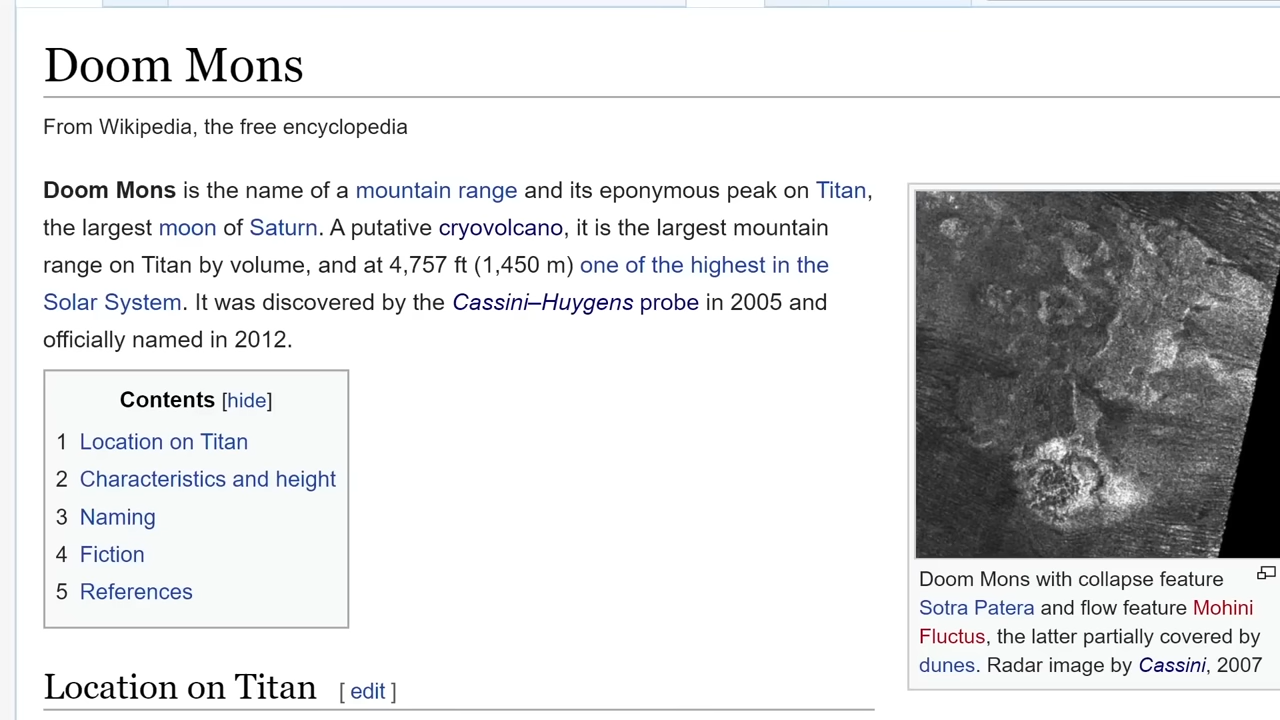 Doom Mons
From Wikipedia, the free encyclopedia
Doom Mons is the name of a mountain range and its eponymous peak on Titan,
the largest moon of Saturn. A putative cryovolcano, it is the largest mountain
range on Titan by volume, and at 4,757 ft (1,450 m) one of the highest in the
Solar System. It was discovered by the Cassini–Huygens probe in 2005 and
officially named in 2012.
Contents [hide]
1 Location on Titan
2 Characteristics and height
3 Naming
4 Fiction
5 References
Doom Mons with collapse feature
Sotra Patera and flow feature Mohini
Fluctus, the latter partially covered by
dunes. Radar image by Cassini, 2007
Location on Titan [ edit ]